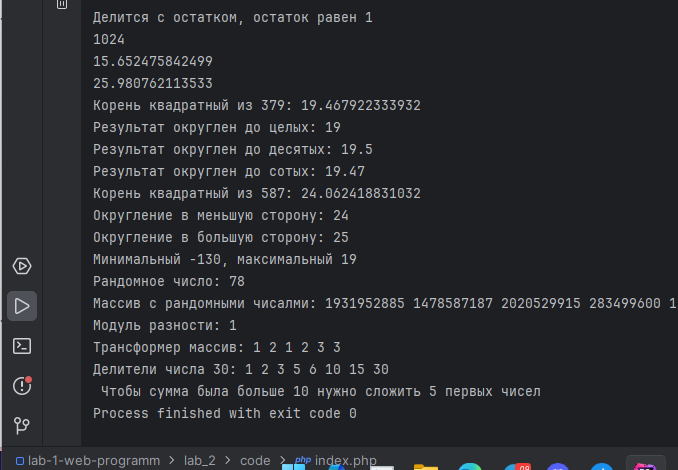 Делится с остатком, остаток равен 1
1024
15.652475842499
25.980762113533
Корень квадратный из 379: 19.467922333932
Результат округлен до целых: 19
Результат округлен до десятых: 19.5
Результат округлен до сотых: 19.47
Корень квадратный из 587: 24.062418831032
Округление в меньшую сторону: 24
Округление в большую сторону: 25
Минимальный -130, максимальный 19
Рандомное число: 78
Массив с рандомными чисалми: 1931952885 1478587187 2020529915 283499600 1
Модуль разности: 1
Трансформер массив: 1 2 1 2 3 3
Делители числа 30: 1 2 3 5 6 10 15 30
Чтобы сумма была больше 10 нужно сложить 5 первых чисел
Process finished with exit code 0
lab-1-web-programm > lab_2 > code > php index.php